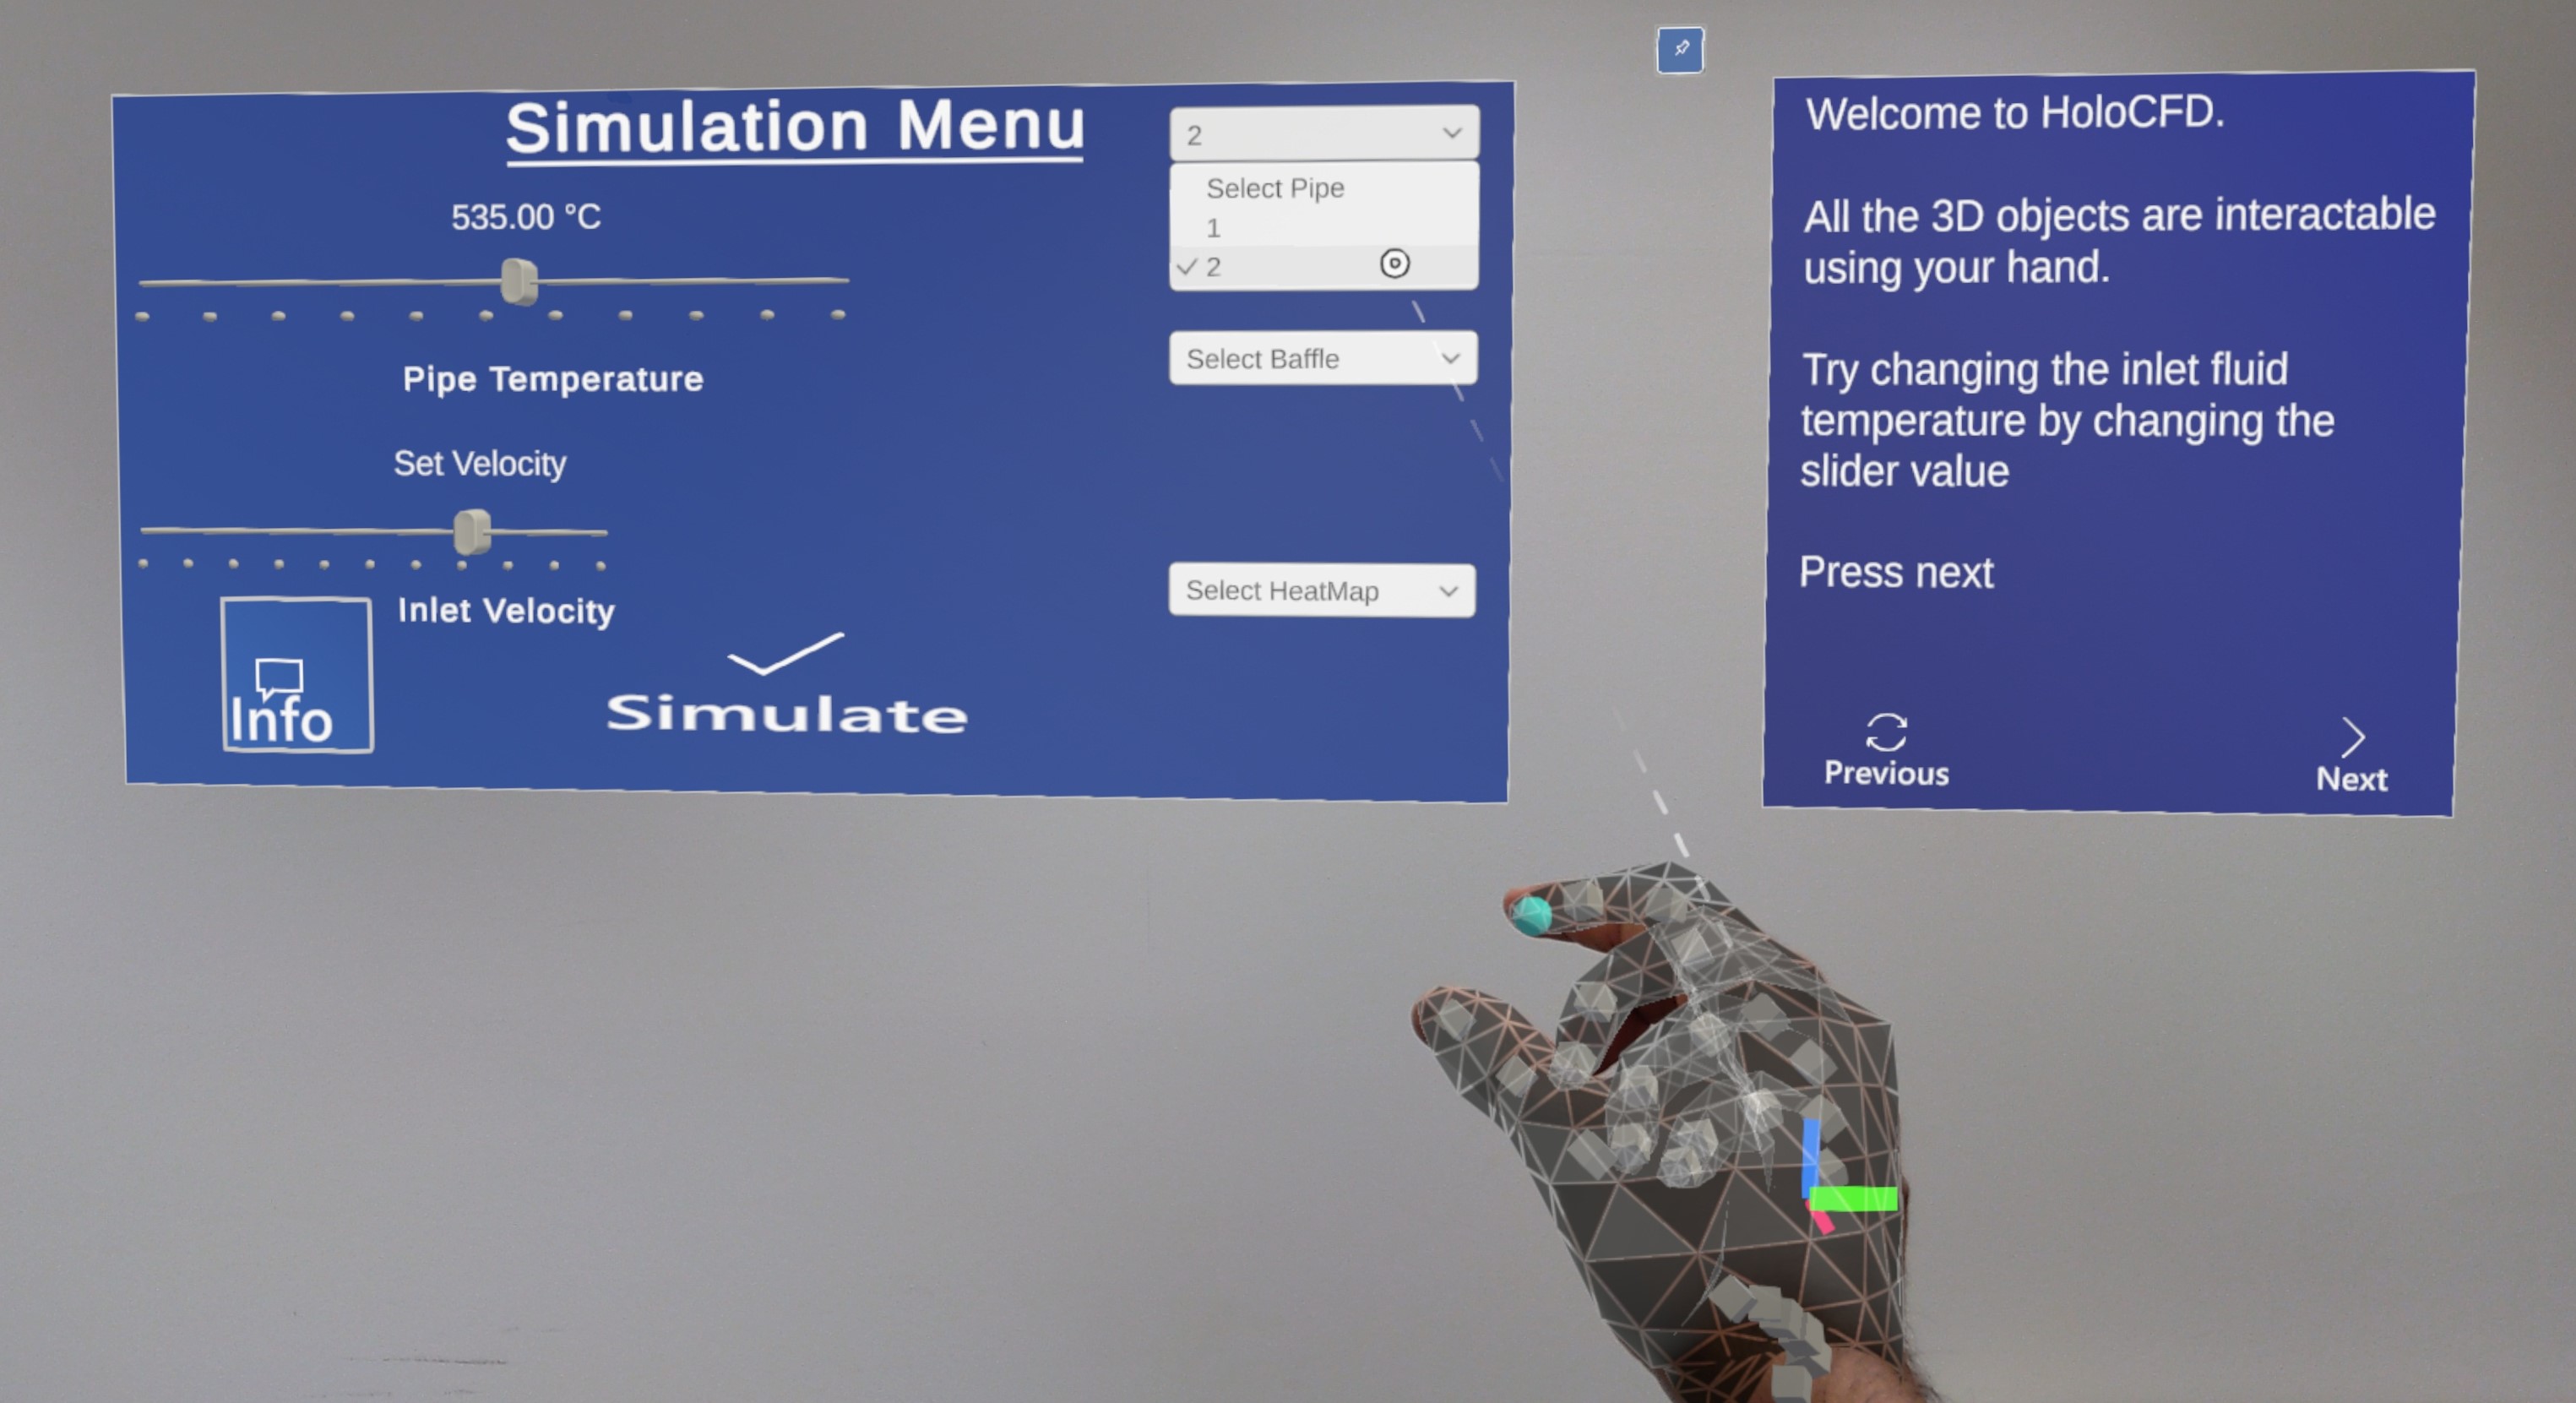 Simulation Menu
535.00 °C
Pipe Temperature
Set Velocity
Inlet Velocity
Info
Simulate
2
Select Pipe
1
2
Select Baffle
Select HeatMap
Welcome to HoloCFD.
All the 3D objects are interactable
using your hand.
Try changing the inlet fluid
temperature by changing the
slider value
Press next
Previous
Next